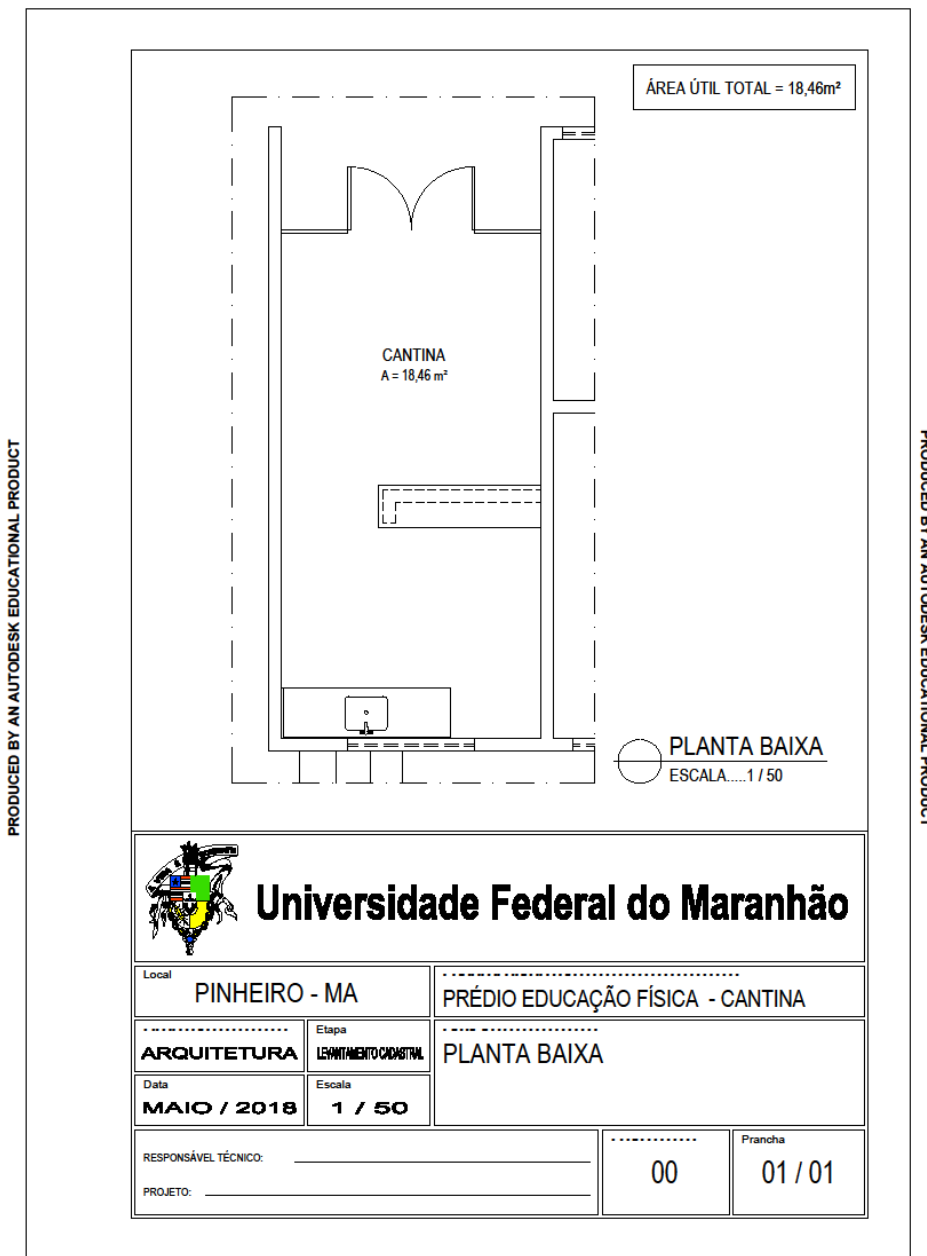 ÁREA ÚTIL TOTAL = 18,46m²
CANTINA
A = 18,46 m²
PLANTA BAIXA
ESCALA.....1 / 50
PRODUCED BY AN AUTODESK EDUCATIONAL PRODUCT
PRODUCED BY AN AUTODESK EDUCATIONAL PRODUCT
Universidade Federal do Maranhão
Local
PINHEIRO - MA
PRÉDIO EDUCAÇÃO FÍSICA - CANTINA
ARQUITETURA
Etapa
LEVANTAMENTO CADASTRAL
PLANTA BAIXA
Data
MAIO / 2018
Escala
1 / 50
RESPONSÁVEL TÉCNICO:
PROJETO:
00
Prancha
01 / 01